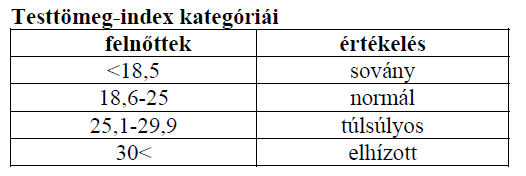 Testtömeg-index kategóriái
felnőttek értékelés
<18,5 sovány
18,6-25 normál
25,1-29,9 túlsúlyos
30< elhízott